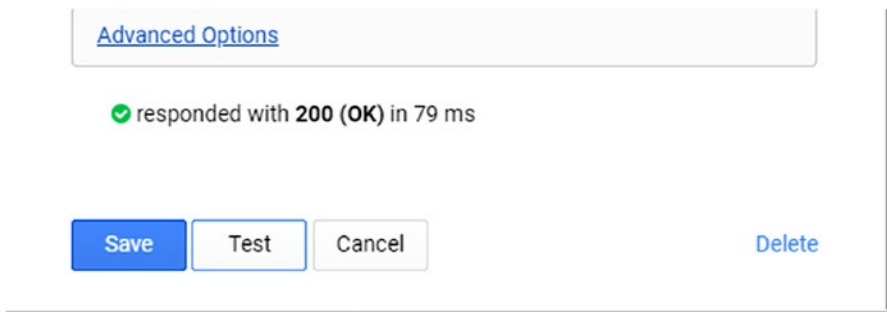 Advanced Options
responded with 200 (OK) in 79 ms
Save Test Cancel Delete